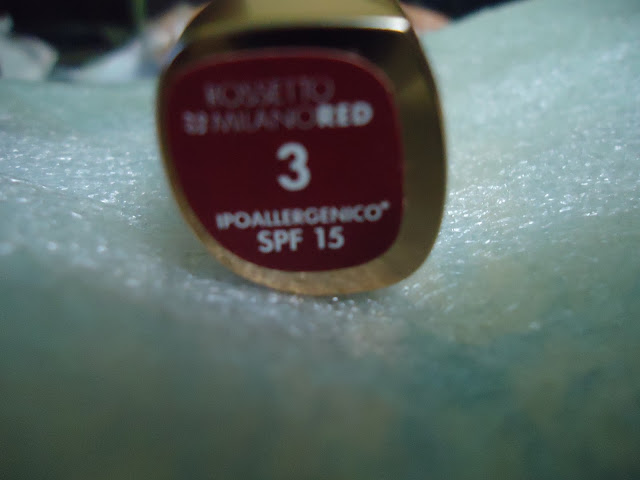 ROSSETTO
MILANORED
3
IPOALLERGENICO*
SPF 15